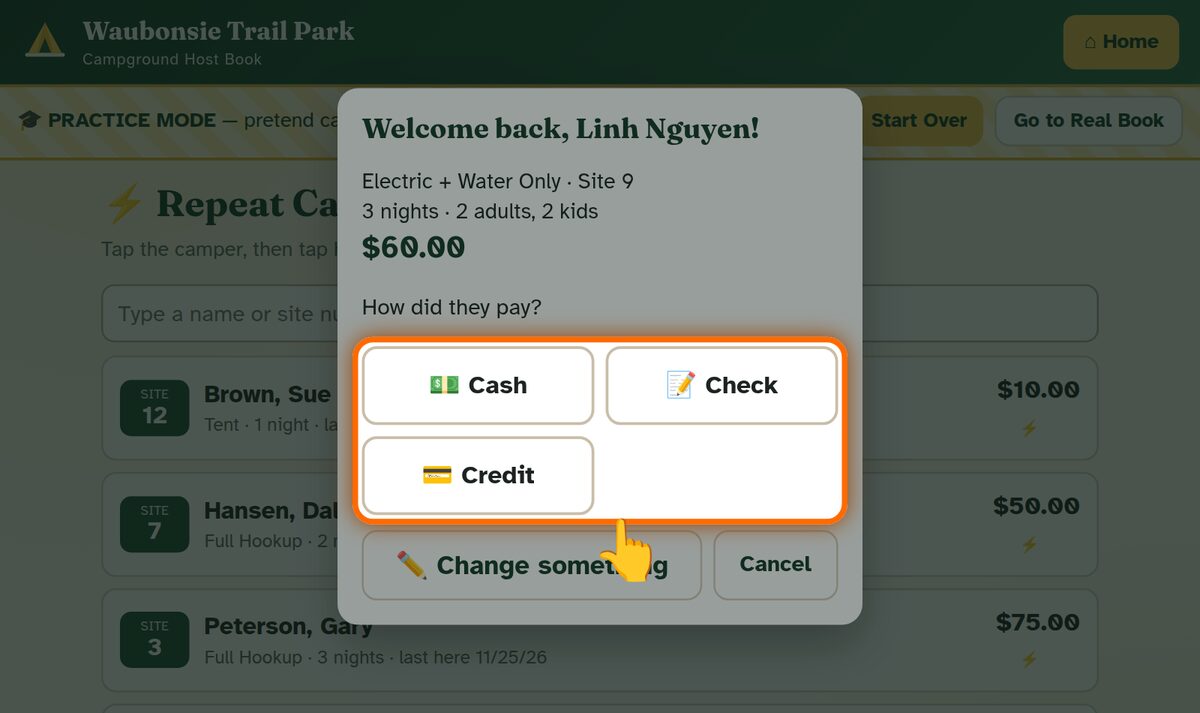 Waubonsie Trail Park
Campground Host Book
⌂ Home
🎓 PRACTICE MODE — pretend ca
Start Over
Go to Real Book
Welcome back, Linh Nguyen!
Electric + Water Only · Site 9
3 nights · 2 adults, 2 kids
$60.00
How did they pay?
💵 Cash
📝 Check
💳 Credit
✏️ Change somet g
Cancel
⚡ Repeat Ca
Tap the camper, then tap
Type a name or site nu
SITE
12
Brown, Sue
Tent · 1 night · la
$10.00
⚡
SITE
7
Hansen, Dal
Full Hookup · 2
$50.00
⚡
SITE
3
Peterson, Gary
Full Hookup · 3 nights · last here 11/25/26
$75.00
⚡